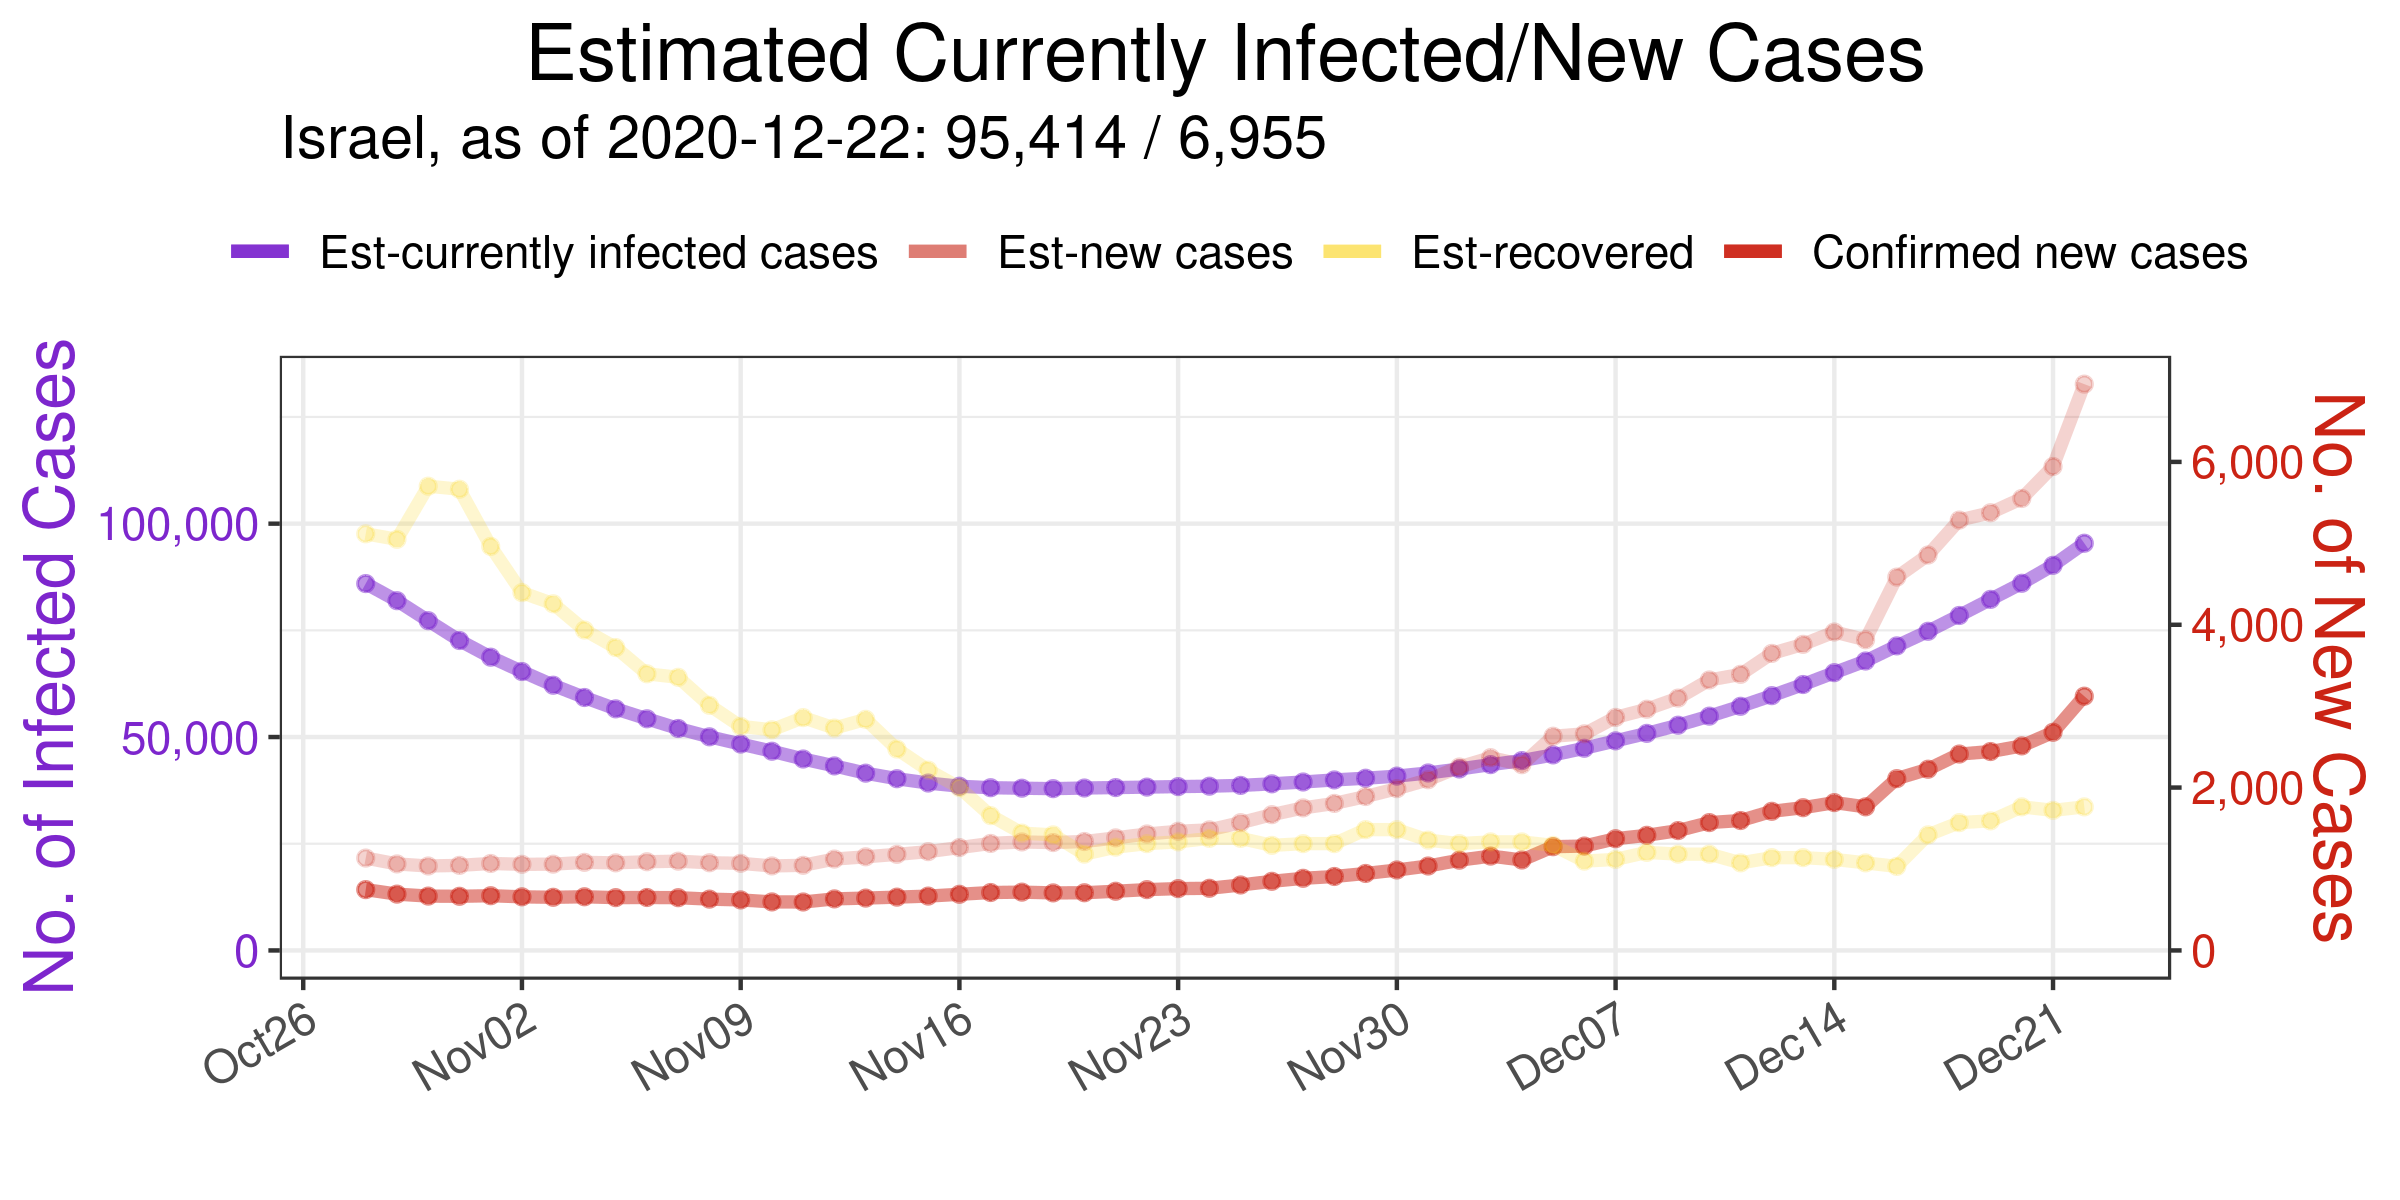 Estimated Currently Infected/New Cases
Israel, as of 2020-12-22: 95,414 / 6,955
Est-currently infected cases Est-new cases Est-recovered Confirmed new cases
No. of Infected Cases
100,000
50,000
0
6,000
4,000
2,000
0
No. of New Cases
Oct26 Nov02 Nov09 Nov16 Nov23 Nov30 Dec07 Dec14 Dec21